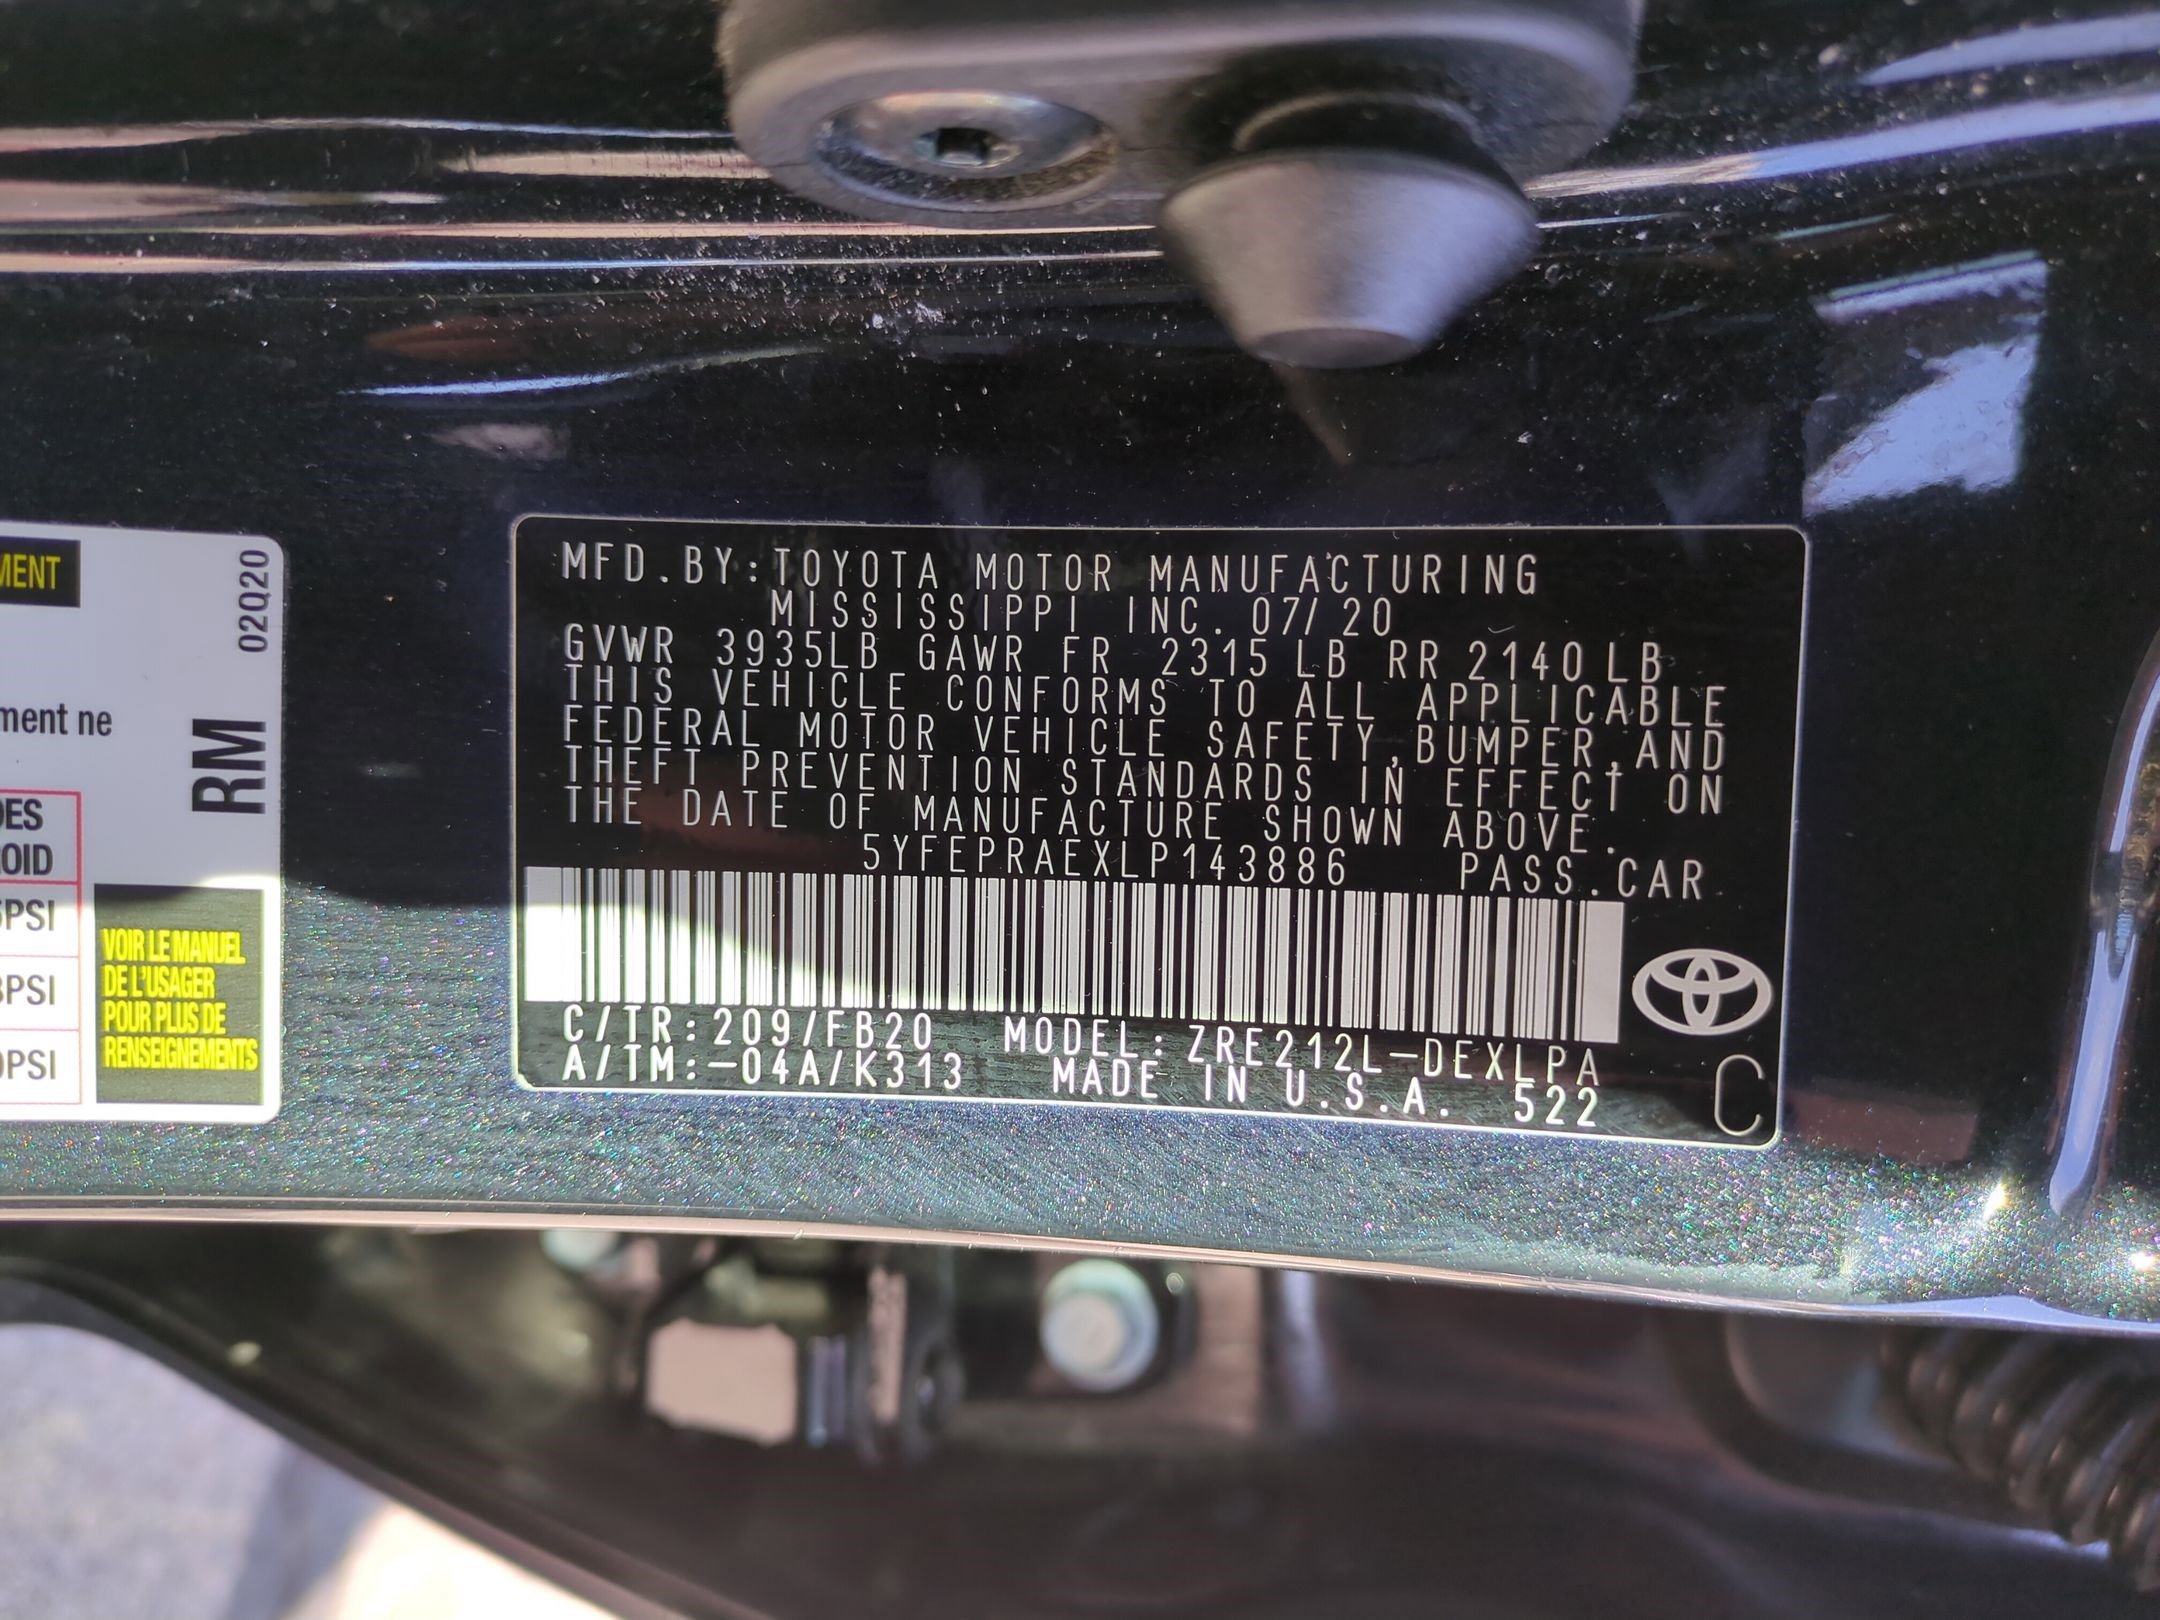 MENT
02Q20
ment ne
RM
DES
OID
PSI
PSI
PSI
VOIR LE MANUEL
DE L'USAGER
POUR PLUS DE
RENSEIGNEMENTS
MFD.BY:TOYOTA MOTOR MANUFACTURING
MISSISSIPPI INC. 07/20
GVWR 3935LB GAWR FR 2315 LB RR 2140 LB
THIS VEHICLE CONFORMS TO ALL APPLICABLE
FEDERAL MOTOR VEHICLE SAFETY,BUMPER,AND
THEFT PREVENTION STANDARDS IN EFFECT ON
THE DATE OF MANUFACTURE SHOWN ABOVE.
5YFEPRAEXLP143886 PASS.CAR
C/TR:209/FB20 MODEL:ZRE212L-DEXLPA
A/TM:-04A/K313 MADE IN U.S.A. 522
C